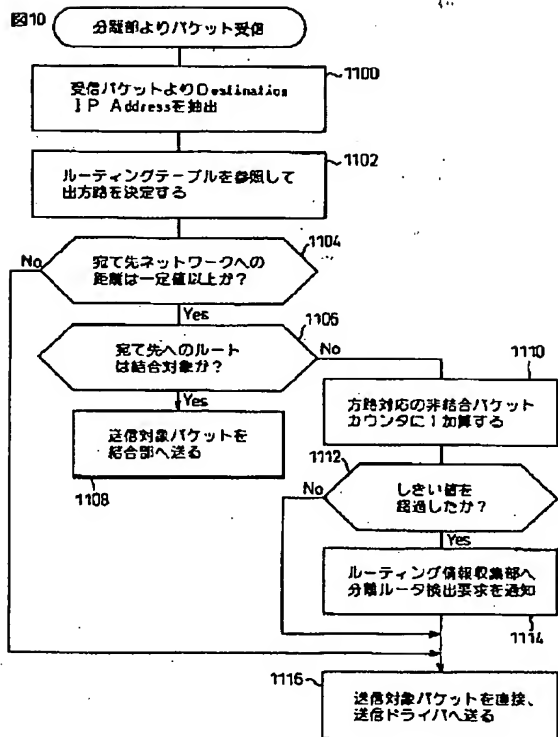 図10
分離部よりパケット受信
1100
受信パケットよりDestination
IP Addressを抽出
1102
ルーティングテーブルを参照して
出方路を決定する
1104
宛て先ネットワークへの
距離は一定値以上か?
No
Yes
1106
宛て先へのルート
は結合対象か?
No
Yes
1110
方路対応の非結合パケット
カウンタに1加算する
送信対象パケットを
結合部へ送る
1108
1112
しきい値を
超過したか?
No
Yes
ルーティング情報収集部へ
分離ルータ検出要求を通知
1114
1116
送信対象パケットを直接、
送信ドライバへ送る